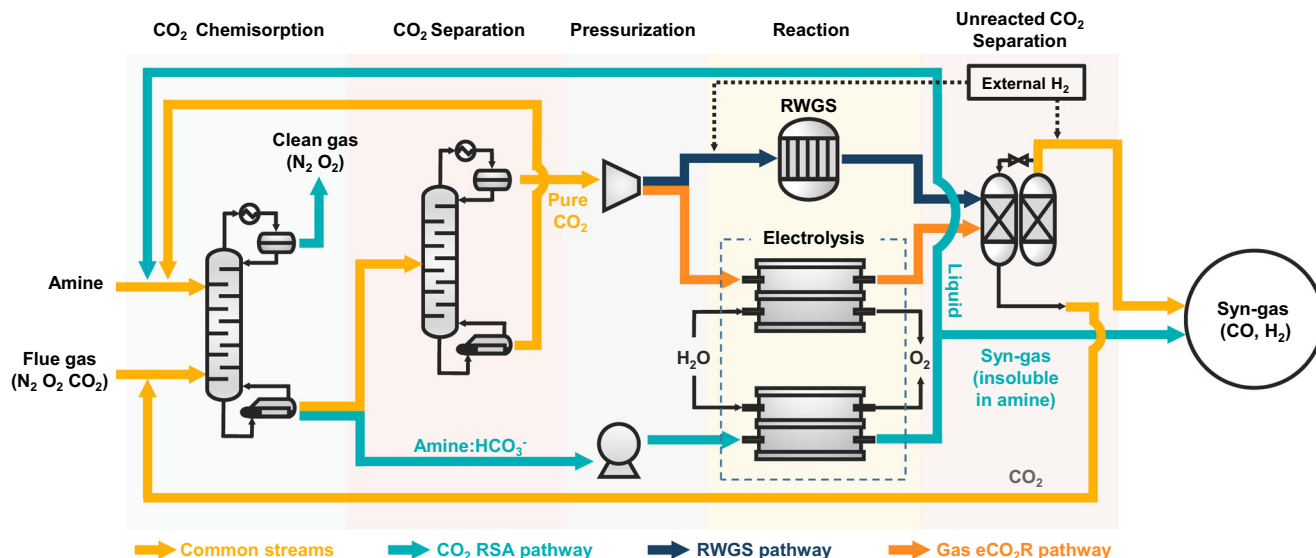 CO₂ Chemisorption
CO₂ Separation
Pressurization
Reaction
Unreacted CO₂
Separation
External H₂
RWGS
Clean gas
(N₂ O₂)
Pure
CO₂
Electrolysis
Amine
Liquid
Syn-gas
(CO, H₂)
Flue gas
(N₂ O₂ CO₂)
H₂O
O₂
Syn-gas
(insoluble
in amine)
Amine:HCO₃⁻
CO₂
Common streams
CO₂ RSA pathway
RWGS pathway
Gas eCO₂R pathway